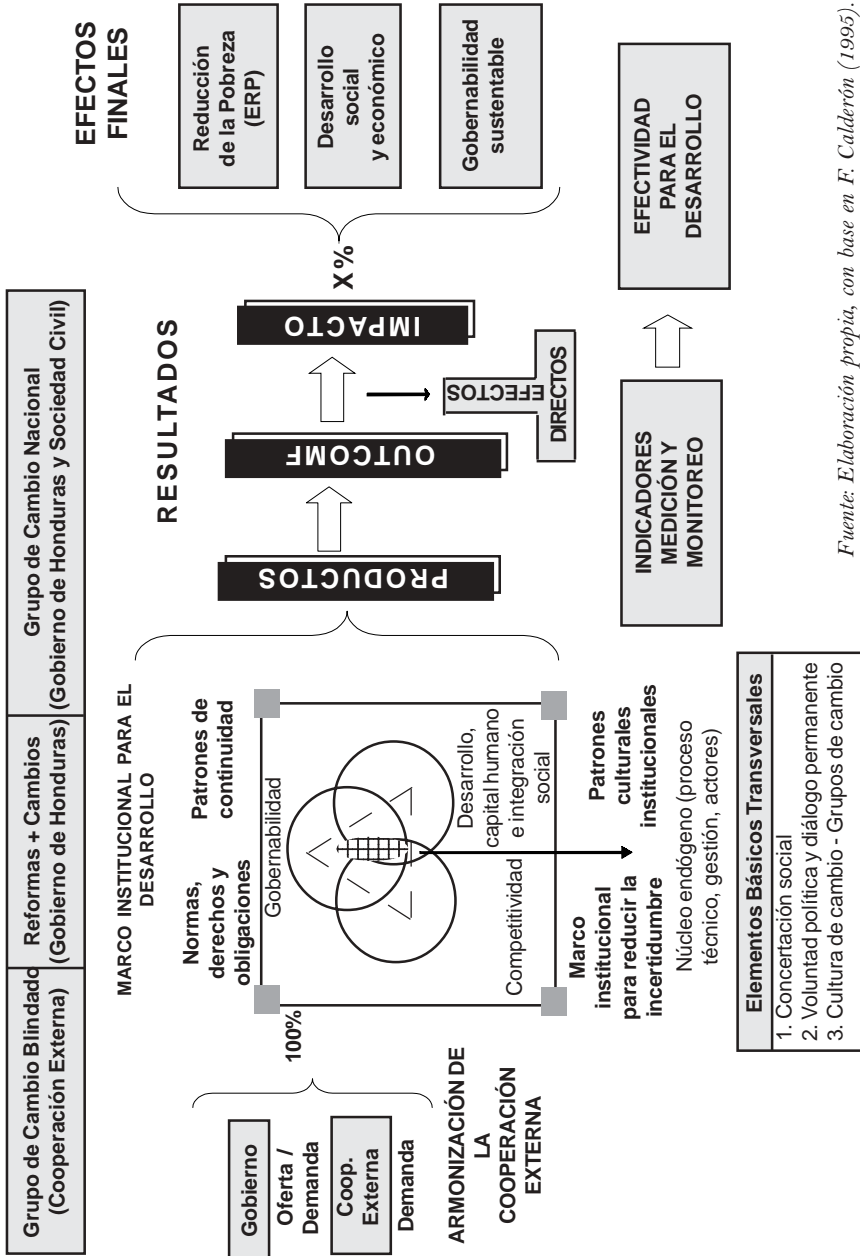 Grupo de Cambio Blindado
(Cooperación Externa)
Reformas + Cambios
(Gobierno de Honduras)
Grupo de Cambio Nacional
(Gobierno de Honduras y Sociedad Civil)
Gobierno
Oferta /
Demanda
Coop.
Externa
Demanda
ARMONIZACIÓN DE
LA
COOPERACIÓN
EXTERNA
100%
MARCO INSTITUCIONAL PARA EL
DESARROLLO
Normas,
derechos y
obligaciones
Patrones de
continuidad
Gobernabilidad
Competitividad
Desarrollo,
capital humano
e integración
social
Marco
institucional
para reducir la
incertidumbre
Patrones
culturales
institucionales
Núcleo endógeno (proceso
técnico, gestión, actores)
Elementos Básicos Transversales
1. Concertación social
2. Voluntad política y diálogo permanente
3. Cultura de cambio - Grupos de cambio
RESULTADOS
PRODUCTOS
OUTCOMF
IMPACTO
EFECTOS
DIRECTOS
X%
EFECTOS
FINALES
Reducción
de la Pobreza
(ERP)
Desarrollo
social
y económico
Gobernabilidad
sustentable
INDICADORES
MEDICIÓN Y
MONITOREO
EFECTIVIDAD
PARA EL
DESARROLLO
Fuente: Elaboración propia, con base en F. Calderón (1995).